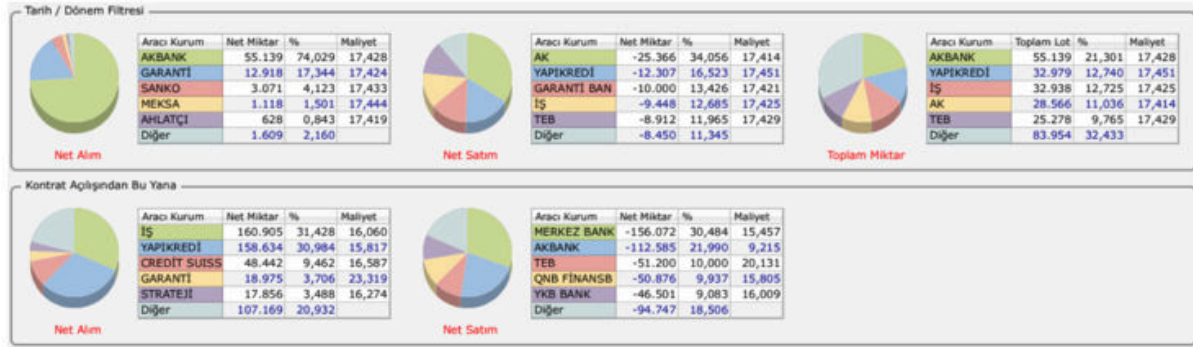 Tarih / Dönem Filtresi
Aracı Kurum Net Miktar % Maliyet
AKBANK 55.139 74,029 17,428
GARANTİ 12.918 17,344 17,424
SANKO 3.071 4,123 17,433
MEKSA 1.118 1,501 17,444
AHLATÇI 628 0,843 17,419
Diğer 1.609 2,160
Net Alım
Aracı Kurum Net Miktar % Maliyet
AK -25.366 34,056 17,414
YAPIKREDİ -12.307 16,523 17,451
GARANTİ BAN -10.000 13,426 17,421
İŞ -9.448 12,685 17,425
TEB -8.912 11,965 17,429
Diğer -8.450 11,345
Net Satım
Aracı Kurum Toplam Lot % Maliyet
AKBANK 55.139 21,301 17,428
YAPIKREDİ 32.979 12,740 17,451
İŞ 32.938 12,725 17,425
AK 28.566 11,036 17,414
TEB 25.278 9,765 17,429
Diğer 83.954 32,433
Toplam Miktar
Kontrat Açılışından Bu Yana
Aracı Kurum Net Miktar % Maliyet
İŞ 160.905 31,428 16,060
YAPIKREDİ 158.634 30,984 15,817
CREDİT SUISS 48.442 9,462 16,587
GARANTİ 18.975 3,706 23,319
STRATEJİ 17.856 3,488 16,274
Diğer 107.169 20,932
Net Alım
Aracı Kurum Net Miktar % Maliyet
MERKEZ BANK -156.072 30,484 15,457
AKBANK -112.585 21,990 9,215
TEB -51.200 10,000 20,131
QNB FİNANSB -50.876 9,937 15,805
YKB BANK -46.501 9,083 16,009
Diğer -94.747 18,506
Net Satım